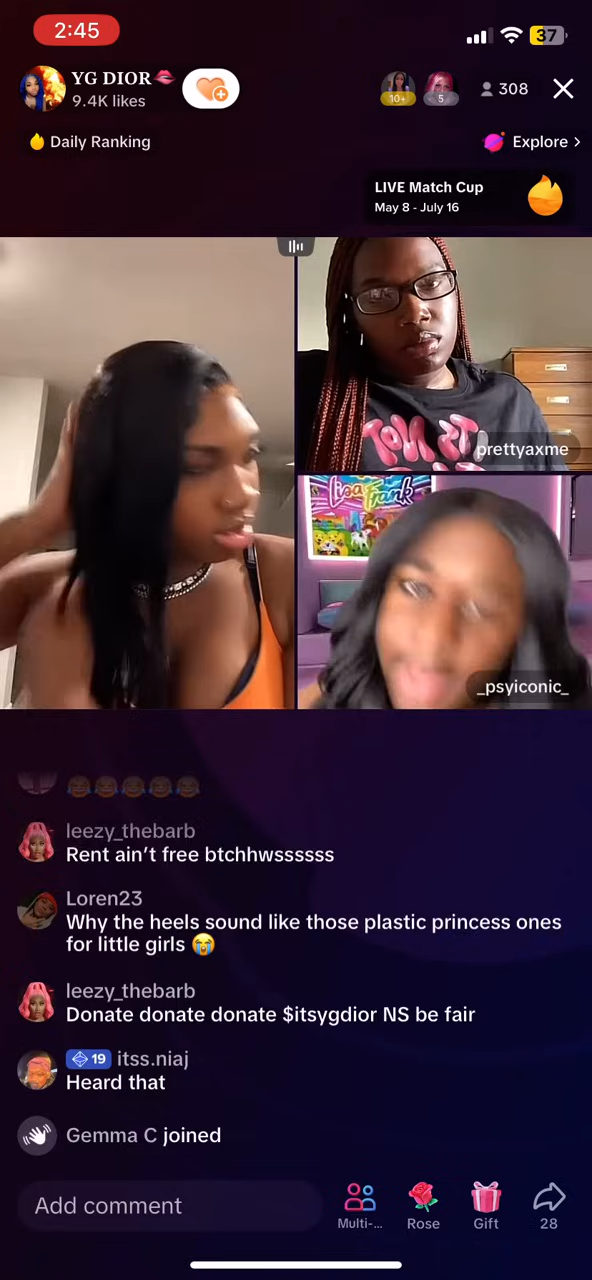 2:45
37
YG DIOR💋
9.4K likes
10+
5
308
Daily Ranking
Explore >
LIVE Match Cup
May 8 - July 16
prettyaxme
Lisa Frank
_psyiconic_
😂😂😂😂😂
leezy_thebarb
Rent ain't free btchhwssssss
Loren23
Why the heels sound like those plastic princess ones
for little girls 😭
leezy_thebarb
Donate donate donate $itsygdior NS be fair
19 itss.niaj
Heard that
Gemma C joined
Add comment
Multi-...
Rose
Gift
28